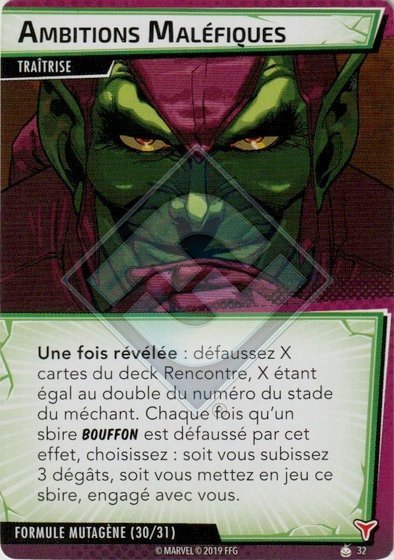 AMBITIONS MALÉFIQUES
TRAÎTRISE
Une fois révélée : défaussez X
cartes du deck Rencontre, X étant
égal au double du numéro du stade
du méchant. Chaque fois qu'un
sbire BOUFFON est défaussé par cet
effet, choisissez : soit vous subissez
3 dégâts, soit vous mettez en jeu ce
sbire, engagé avec vous.
FORMULE MUTAGÈNE (30/31)
© MARVEL © 2019 FFG
32